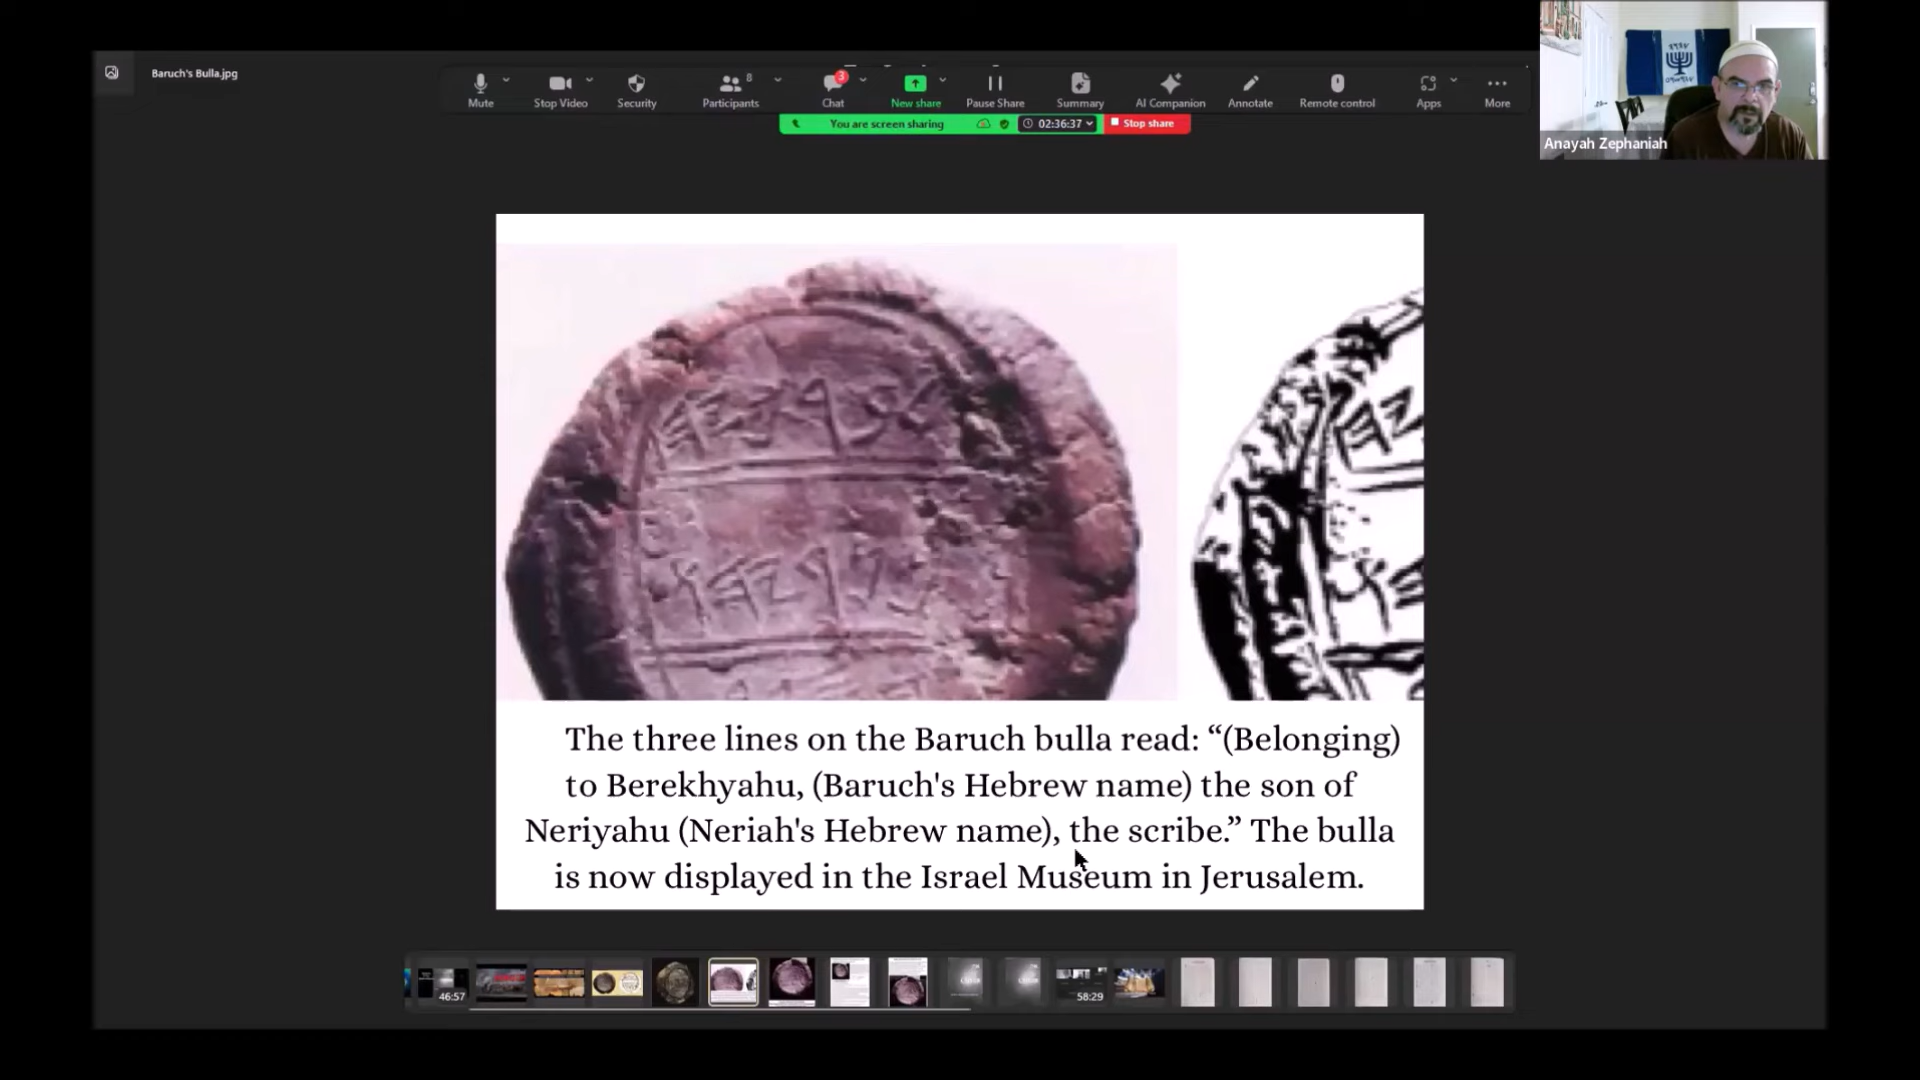 Baruch's Bulla.jpg
Mute
Stop Video
Security
Participants
8
Chat
3
New share
Pause Share
Summary
AI Companion
Annotate
Remote control
Apps
More
You are screen sharing
02:36:37
Stop share
Anayah Zephaniah
The three lines on the Baruch bulla read: “(Belonging)
to Berekhyahu, (Baruch's Hebrew name) the son of
Neriyahu (Neriah's Hebrew name), the scribe.” The bulla
is now displayed in the Israel Museum in Jerusalem.
46:57
58:29